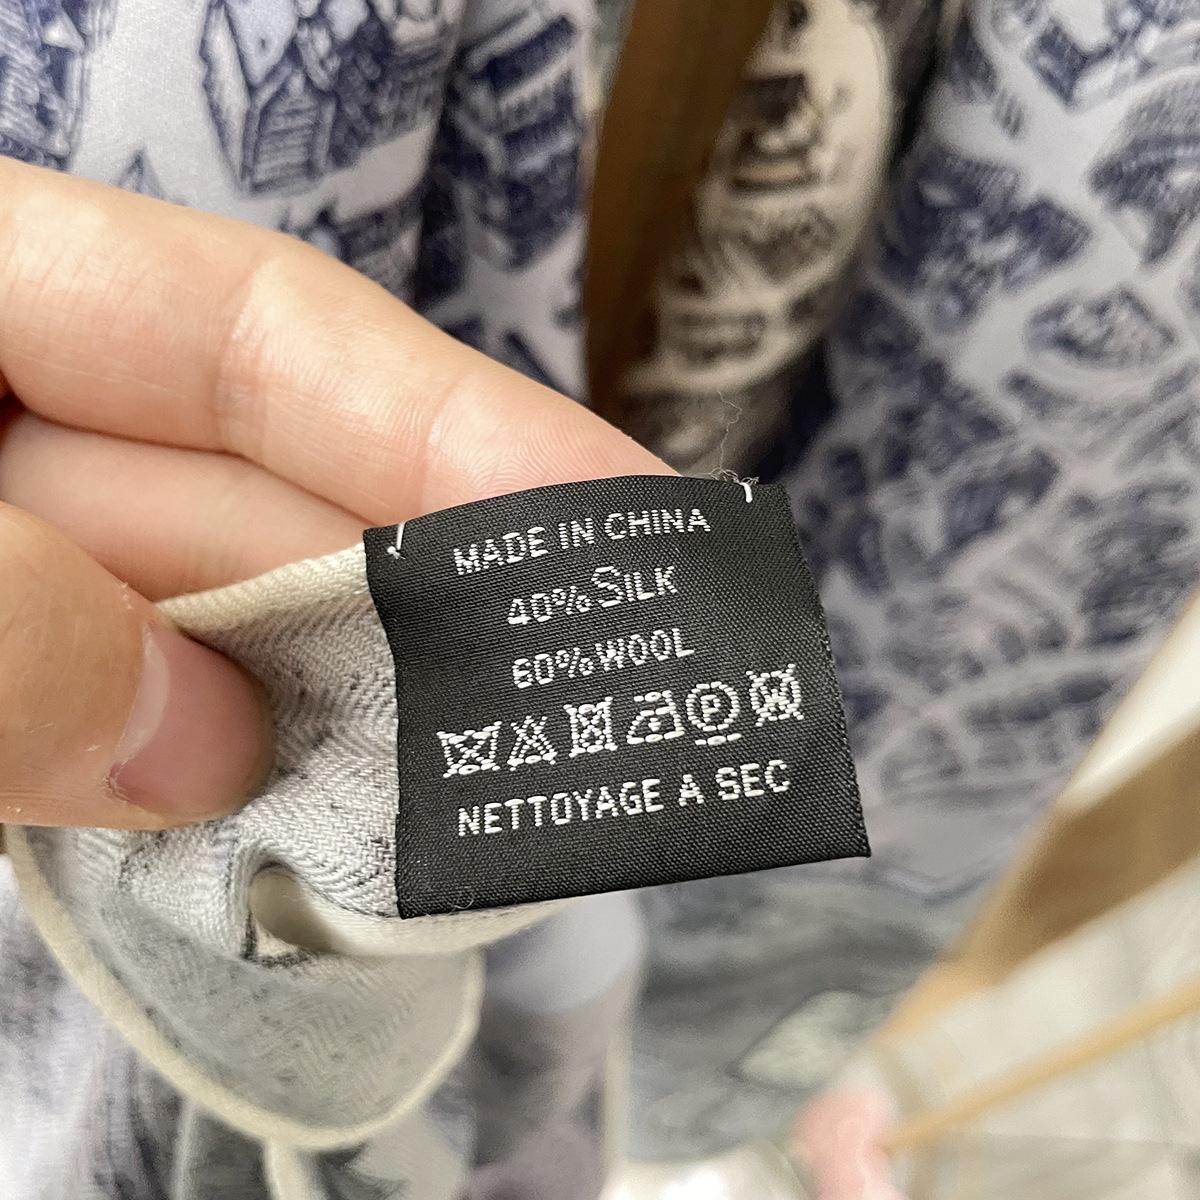 MADE IN CHINA
40% SILK
60% WOOL
P W
NETTOYAGE A SEC